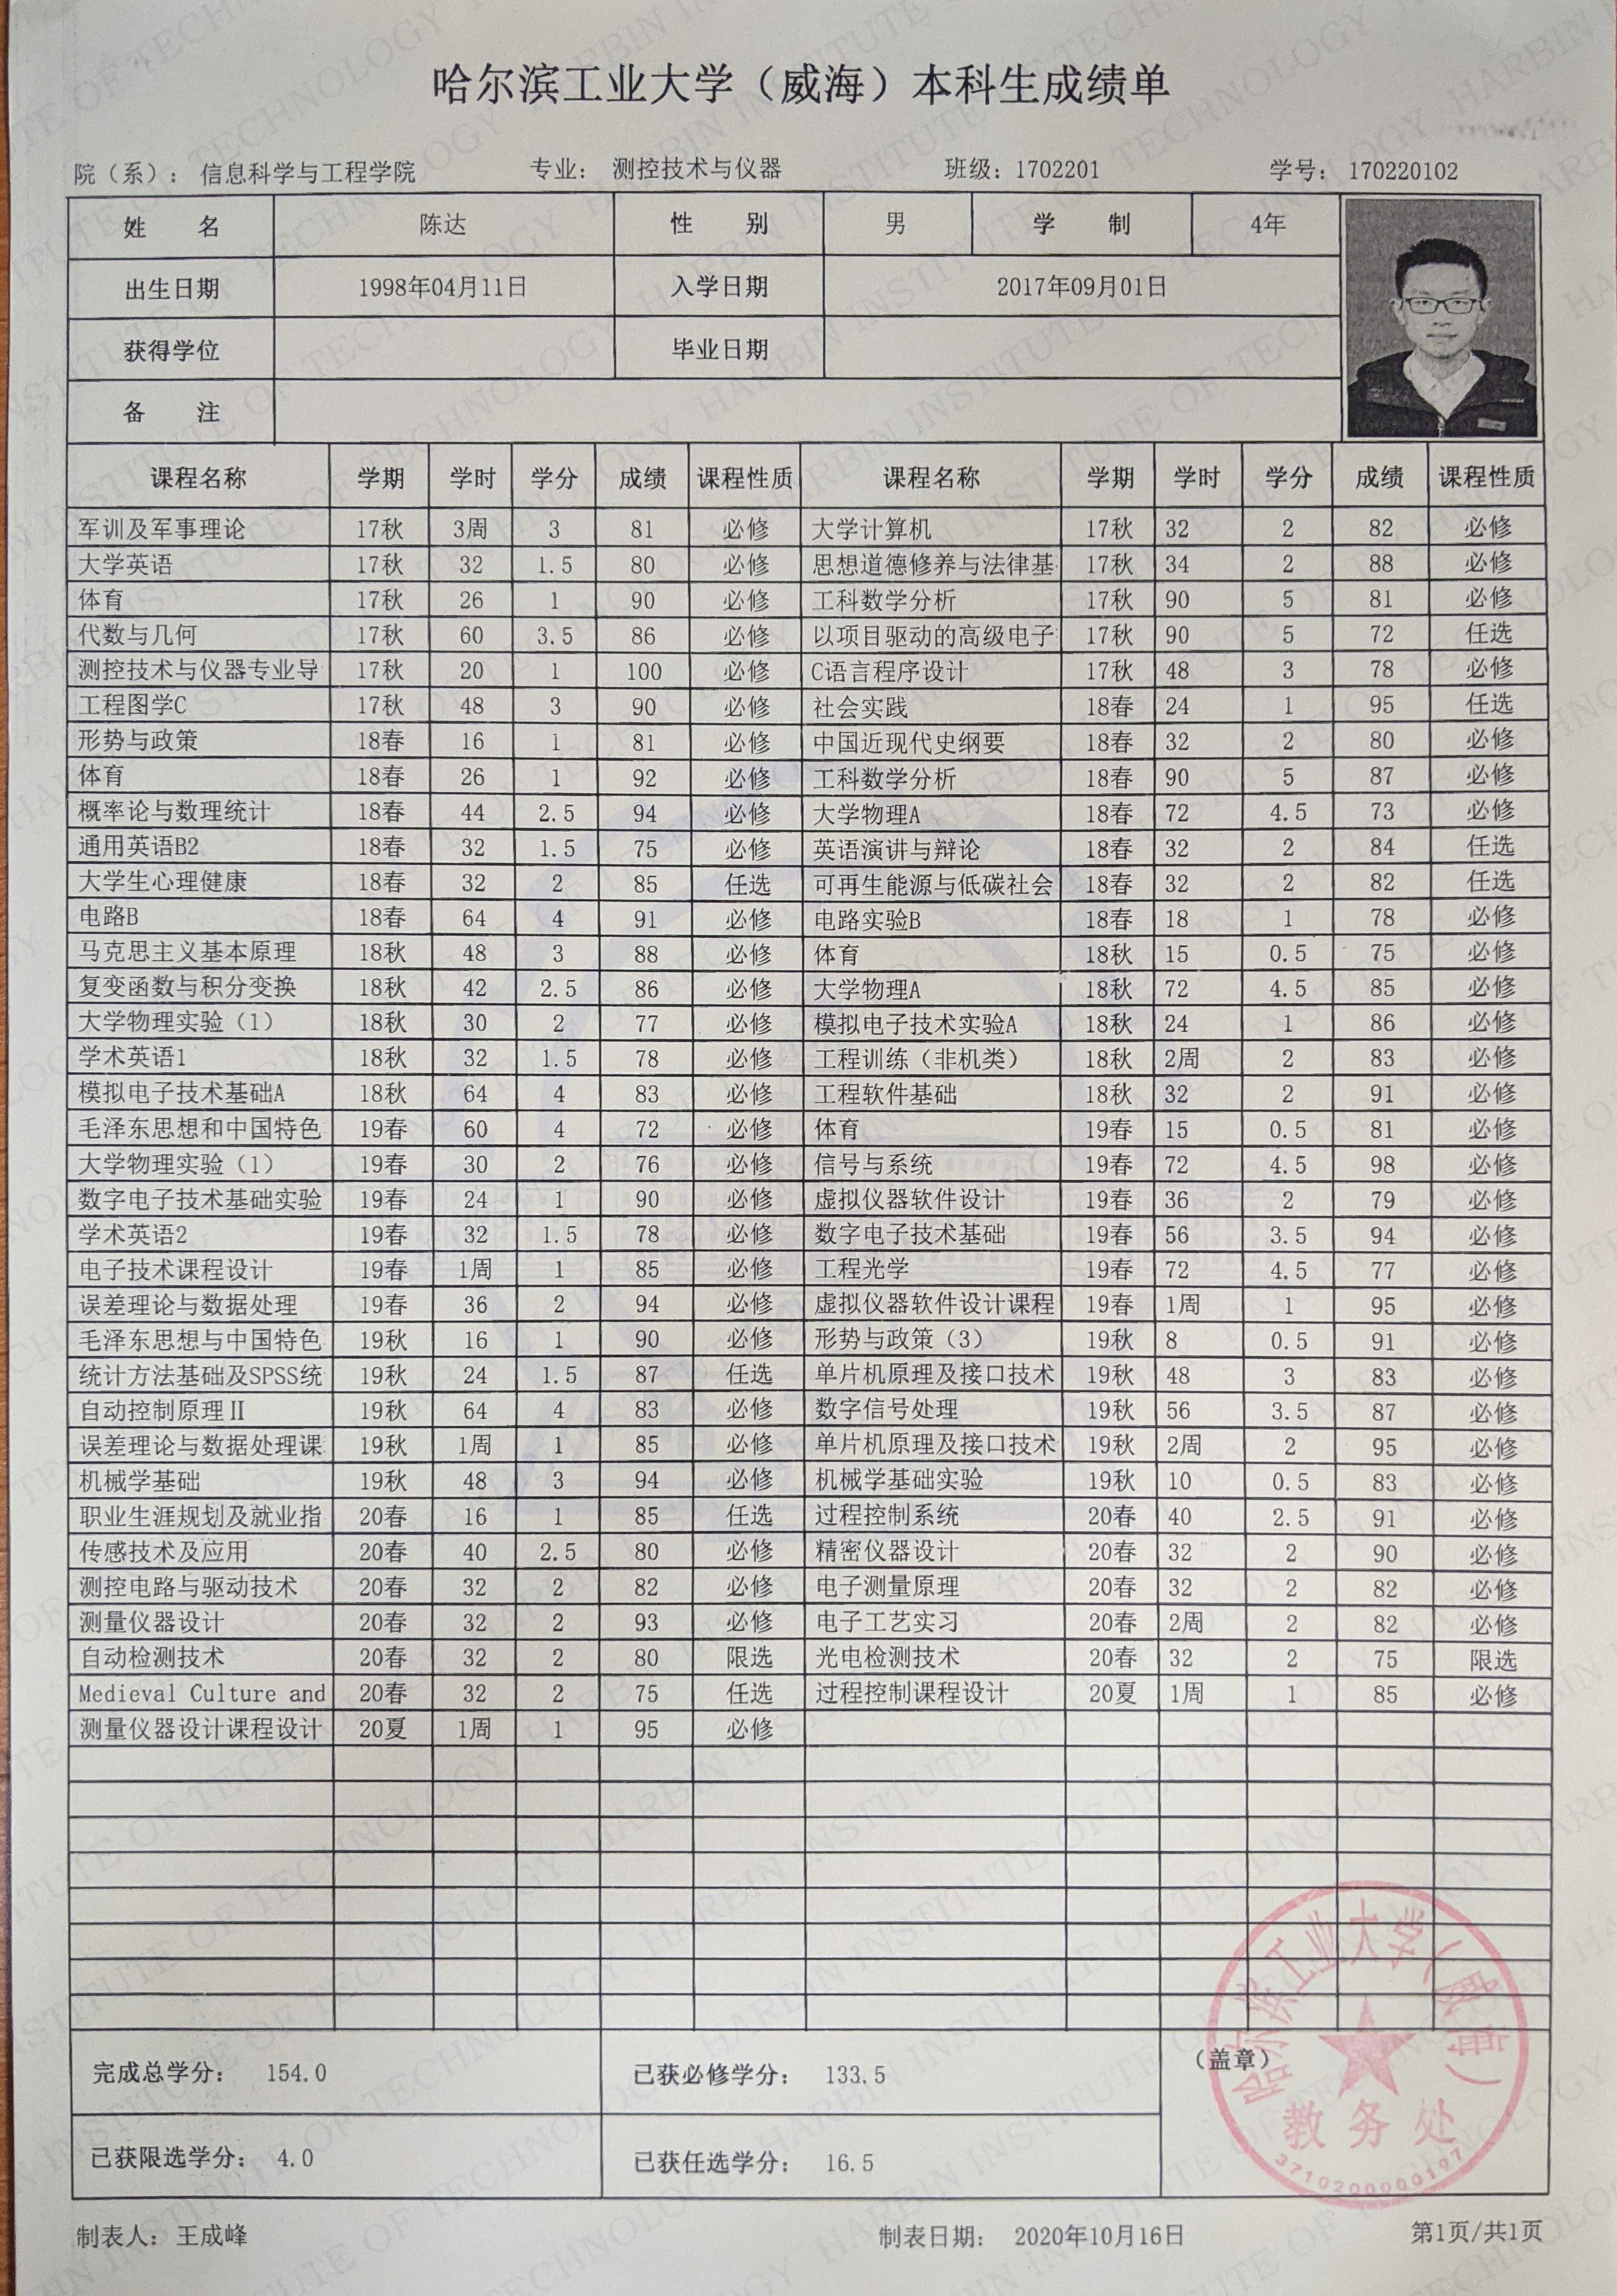 哈尔滨工业大学（威海）本科生成绩单
院（系）： 信息科学与工程学院 专业： 测控技术与仪器 班级：1702201 学号：170220102
姓 名 陈达 性 别 男 学 制 4年
出生日期 1998年04月11日 入学日期 2017年09月01日
获得学位 毕业日期
备 注
课程名称 学期 学时 学分 成绩 课程性质 课程名称 学期 学时 学分 成绩 课程性质
军训及军事理论 17秋 3周 3 81 必修 大学计算机 17秋 32 2 82 必修
大学英语 17秋 32 1.5 80 必修 思想道德修养与法律基 17秋 34 2 88 必修
体育 17秋 26 1 90 必修 工科数学分析 17秋 90 5 81 必修
代数与几何 17秋 60 3.5 86 必修 以项目驱动的高级电子 17秋 90 5 72 任选
测控技术与仪器专业导 17秋 20 1 100 必修 C语言程序设计 17秋 48 3 78 必修
工程图学C 17秋 48 3 90 必修 社会实践 18春 24 1 95 任选
形势与政策 18春 16 1 81 必修 中国近现代史纲要 18春 32 2 80 必修
体育 18春 26 1 92 必修 工科数学分析 18春 90 5 87 必修
概率论与数理统计 18春 44 2.5 94 必修 大学物理A 18春 72 4.5 73 必修
通用英语B2 18春 32 1.5 75 必修 英语演讲与辩论 18春 32 2 84 任选
大学生心理健康 18春 32 2 85 任选 可再生能源与低碳社会 18春 32 2 82 任选
电路B 18春 64 4 91 必修 电路实验B 18春 18 1 78 必修
马克思主义基本原理 18秋 48 3 88 必修 体育 18秋 15 0.5 75 必修
复变函数与积分变换 18秋 42 2.5 86 必修 大学物理A 18秋 72 4.5 85 必修
大学物理实验（1） 18秋 30 2 77 必修 模拟电子技术实验A 18秋 24 1 86 必修
学术英语1 18秋 32 1.5 78 必修 工程训练（非机类） 18秋 2周 2 83 必修
模拟电子技术基础A 18秋 64 4 83 必修 工程软件基础 18秋 32 2 91 必修
毛泽东思想和中国特色 19春 60 4 72 必修 体育 19春 15 0.5 81 必修
大学物理实验（1） 19春 30 2 76 必修 信号与系统 19春 72 4.5 98 必修
数字电子技术基础实验 19春 24 1 90 必修 虚拟仪器软件设计 19春 36 2 79 必修
学术英语2 19春 32 1.5 78 必修 数字电子技术基础 19春 56 3.5 94 必修
电子技术课程设计 19春 1周 1 85 必修 工程光学 19春 72 4.5 77 必修
误差理论与数据处理 19春 36 2 94 必修 虚拟仪器软件设计课程 19春 1周 1 95 必修
毛泽东思想与中国特色 19秋 16 1 90 必修 形势与政策（3） 19秋 8 0.5 91 必修
统计方法基础及SPSS统 19秋 24 1.5 87 任选 单片机原理及接口技术 19秋 48 3 83 必修
自动控制原理Ⅱ 19秋 64 4 83 必修 数字信号处理 19秋 56 3.5 87 必修
误差理论与数据处理课 19秋 1周 1 85 必修 单片机原理及接口技术 19秋 2周 2 95 必修
机械学基础 19秋 48 3 94 必修 机械学基础实验 19秋 10 0.5 83 必修
职业生涯规划及就业指 20春 16 1 85 任选 过程控制系统 20春 40 2.5 91 必修
传感技术及应用 20春 40 2.5 80 必修 精密仪器设计 20春 32 2 90 必修
测控电路与驱动技术 20春 32 2 82 必修 电子测量原理 20春 32 2 82 必修
测量仪器设计 20春 32 2 93 必修 电子工艺实习 20春 2周 2 82 必修
自动检测技术 20春 32 2 80 限选 光电检测技术 20春 32 2 75 限选
Medieval Culture and 20春 32 2 75 任选 过程控制课程设计 20夏 1周 1 85 必修
测量仪器设计课程设计 20夏 1周 1 95 必修
完成总学分： 154.0 已获必修学分： 133.5 （盖章）
已获限选学分： 4.0 已获任选学分： 16.5
哈尔滨工业大学（威海）
教务处
3710200000197
制表人：王成峰 制表日期： 2020年10月16日 第1页/共1页
HARBIN INSTITUTE OF TECHNOLOGY